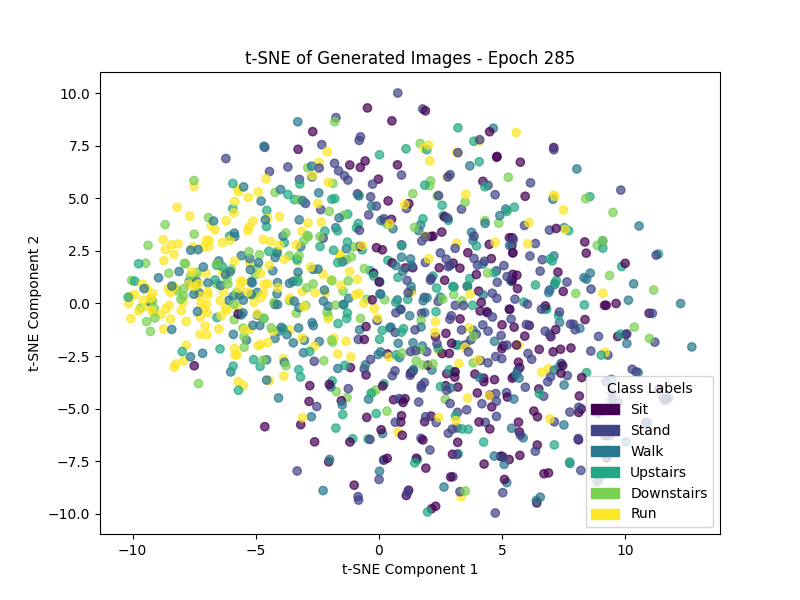 t-SNE of Generated Images - Epoch 285
t-SNE Component 2
10.0
7.5
5.0
2.5
0.0
−2.5
−5.0
−7.5
−10.0
Class Labels
Sit
Stand
Walk
Upstairs
Downstairs
Run
−10
−5
0
5
10
t-SNE Component 1